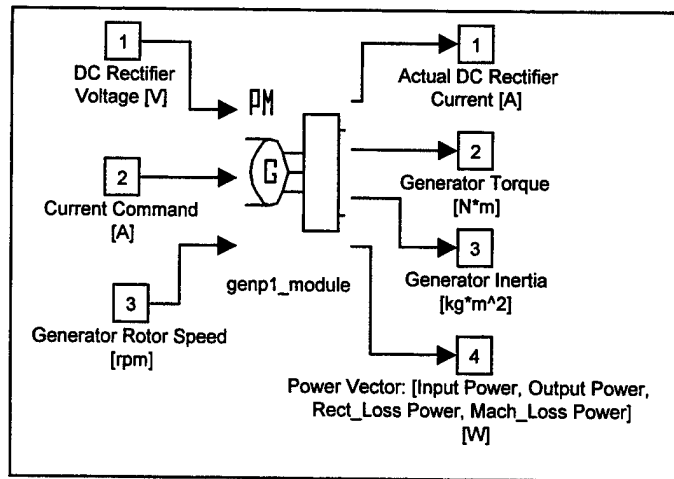 1
DC Rectifier
Voltage [V]
2
Current Command
[A]
3
Generator Rotor Speed
[rpm]
PM
G
genp1_module
1
Actual DC Rectifier
Current [A]
2
Generator Torque
[N*m]
3
Generator Inertia
[kg*m^2]
4
Power Vector: [Input Power, Output Power,
Rect_Loss Power, Mach_Loss Power]
[W]